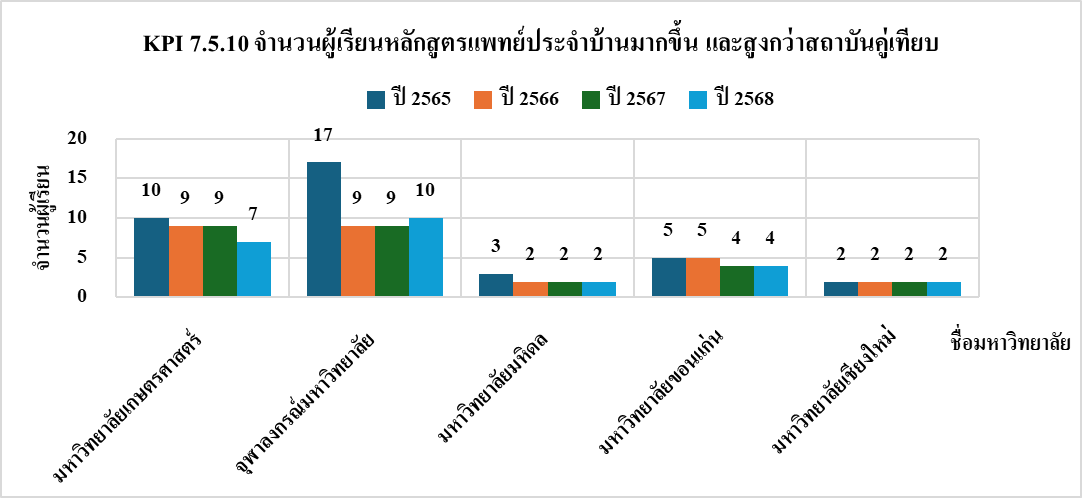 KPI 7.5.10 จำนวนผู้เรียนหลักสูตรแพทย์ประจำบ้านมากขึ้น และสูงกว่าสถาบันคู่เทียบ
ปี 2565 ปี 2566 ปี 2567 ปี 2568
จำนวนผู้เรียน
20
15
10
5
0
10 9 9 7
17 9 9 10
3 2 2 2
5 5 4 4
2 2 2 2
มหาวิทยาลัยเกษตรศาสตร์
จุฬาลงกรณ์มหาวิทยาลัย
มหาวิทยาลัยมหิดล
มหาวิทยาลัยขอนแก่น
มหาวิทยาลัยเชียงใหม่
ชื่อมหาวิทยาลัย